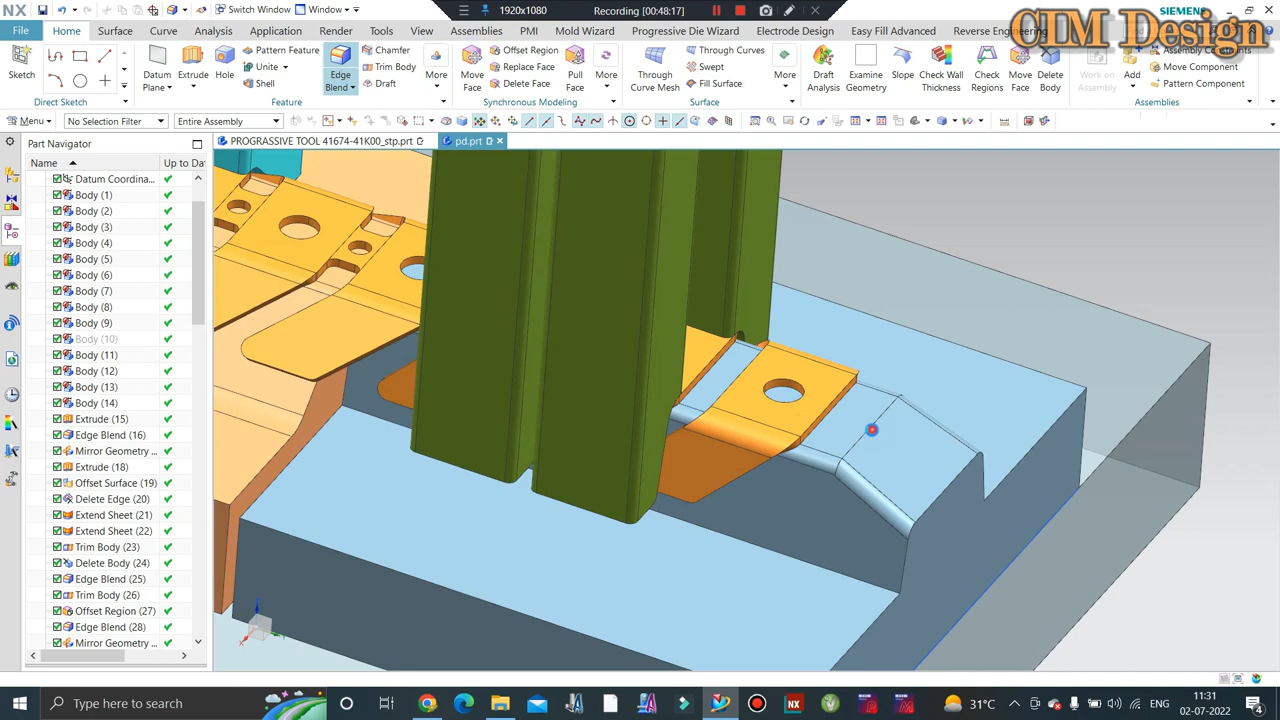 NX
Switch Window
Window
1920x1080
Recording [00:48:17]
SIEMENS
CIM Design
File
Home
Surface
Curve
Analysis
Application
Render
Tools
Assemblies
PMI
Mold Wizard
Progressive Die Wizard
Electrode Design
Easy Fill Advanced
Reverse Engineering
Sketch
Datum Plane
Extrude
Hole
Pattern Feature
Unite
Shell
Edge Blend
Chamfer
Trim Body
Draft
More
Move Face
Offset Region
Replace Face
Delete Face
Pull Face
More
Through Curve Mesh
Through Curves
Swept
Fill Surface
More
Draft Analysis
Examine Geometry
Slope
Check Wall Thickness
Check Regions
Move Face
Delete Body
Work on Assembly
Add
Assembly Constraints
Move Component
Pattern Component
Direct Sketch
Feature
Synchronous Modeling
Surface
Assemblies
Menu
No Selection Filter
Entire Assembly
Part Navigator
PROGRASSIVE TOOL 41674-41K00_stp.prt
pd.prt
Name
Up to Da
Datum Coordina...
Body (1)
Body (2)
Body (3)
Body (4)
Body (5)
Body (6)
Body (7)
Body (8)
Body (9)
Body (10)
Body (11)
Body (12)
Body (13)
Body (14)
Extrude (15)
Edge Blend (16)
Mirror Geometry ...
Extrude (18)
Offset Surface (19)
Delete Edge (20)
Extend Sheet (21)
Extend Sheet (22)
Trim Body (23)
Delete Body (24)
Edge Blend (25)
Trim Body (26)
Offset Region (27)
Edge Blend (28)
Mirror Geometry ...
X
Type here to search
31°C
ENG
11:31
02-07-2022